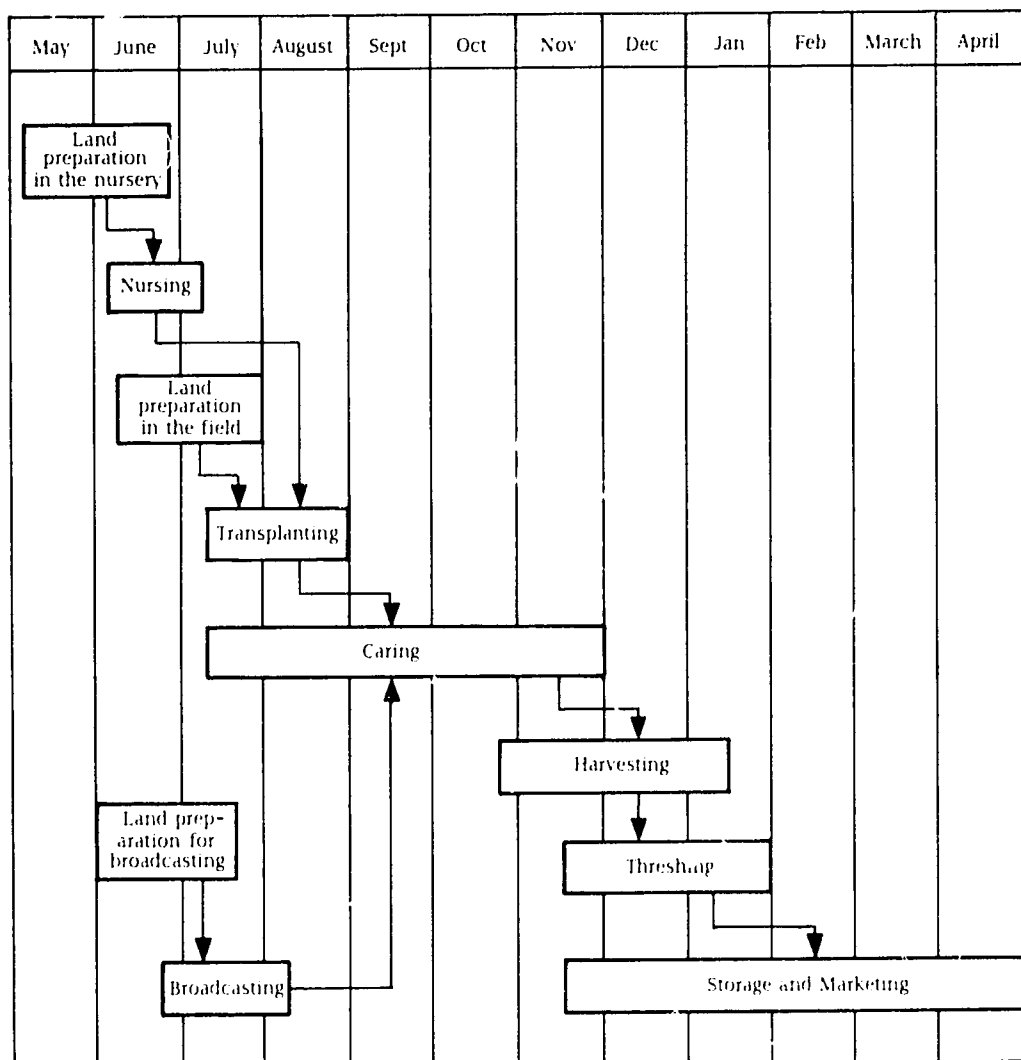 May June July August Sept Oct Nov Dec Jan Feb March April
Land
preparation
in the nursery
Nursing
Land
preparation
in the field
Transplanting
Caring
Harvesting
Land prep-
aration for
broadcasting
Threshing
Broadcasting
Storage and Marketing